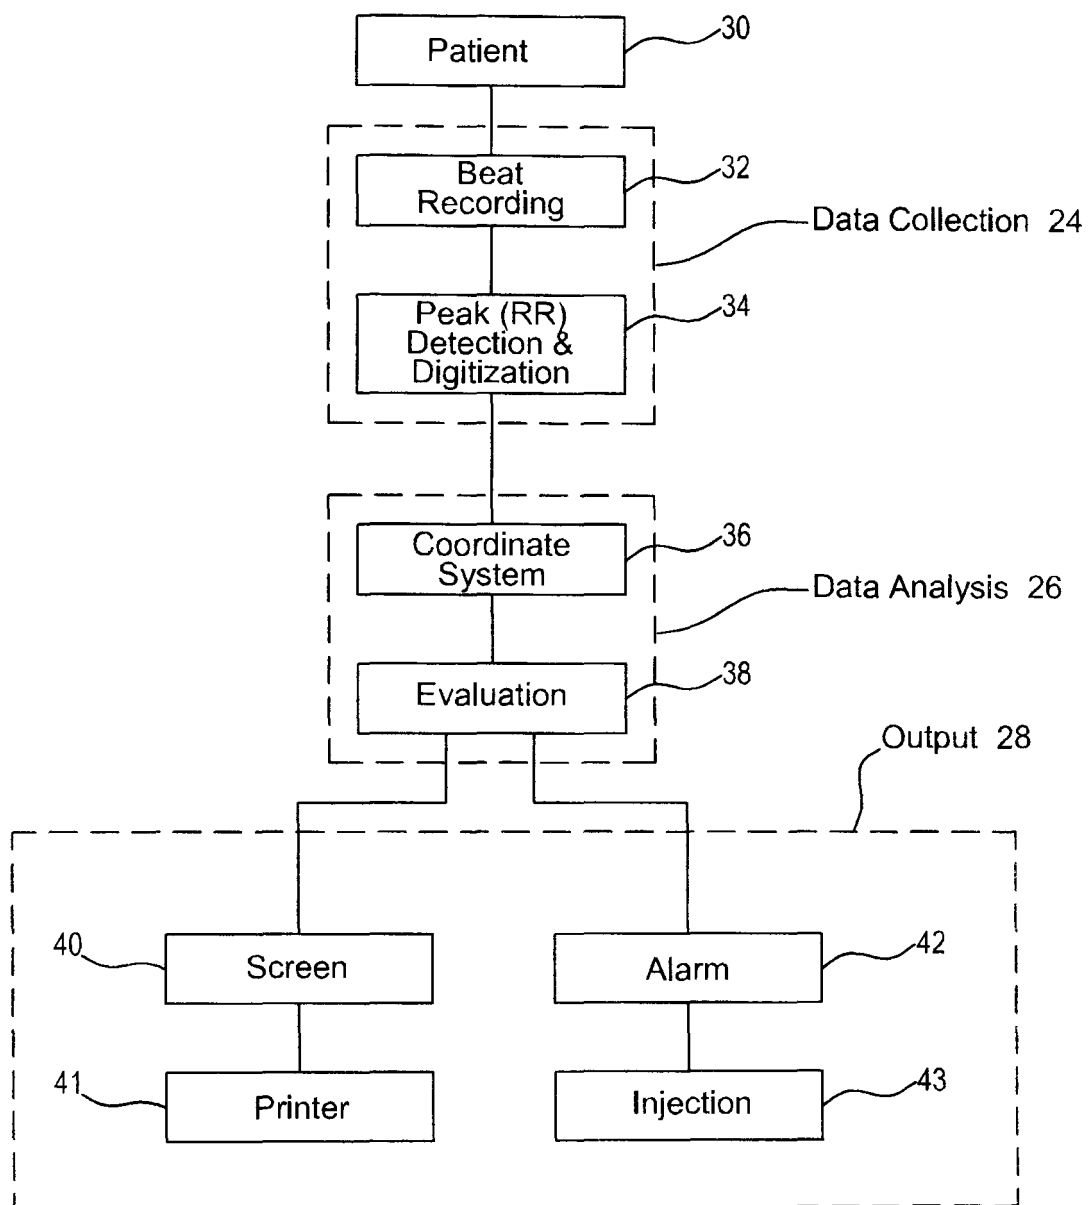 Patient
30
Beat
Recording
32
Data Collection 24
Peak (RR)
Detection &
Digitization
34
Coordinate
System
36
Data Analysis 26
Evaluation
38
Output 28
40
Screen
Alarm
42
41
Printer
Injection
43